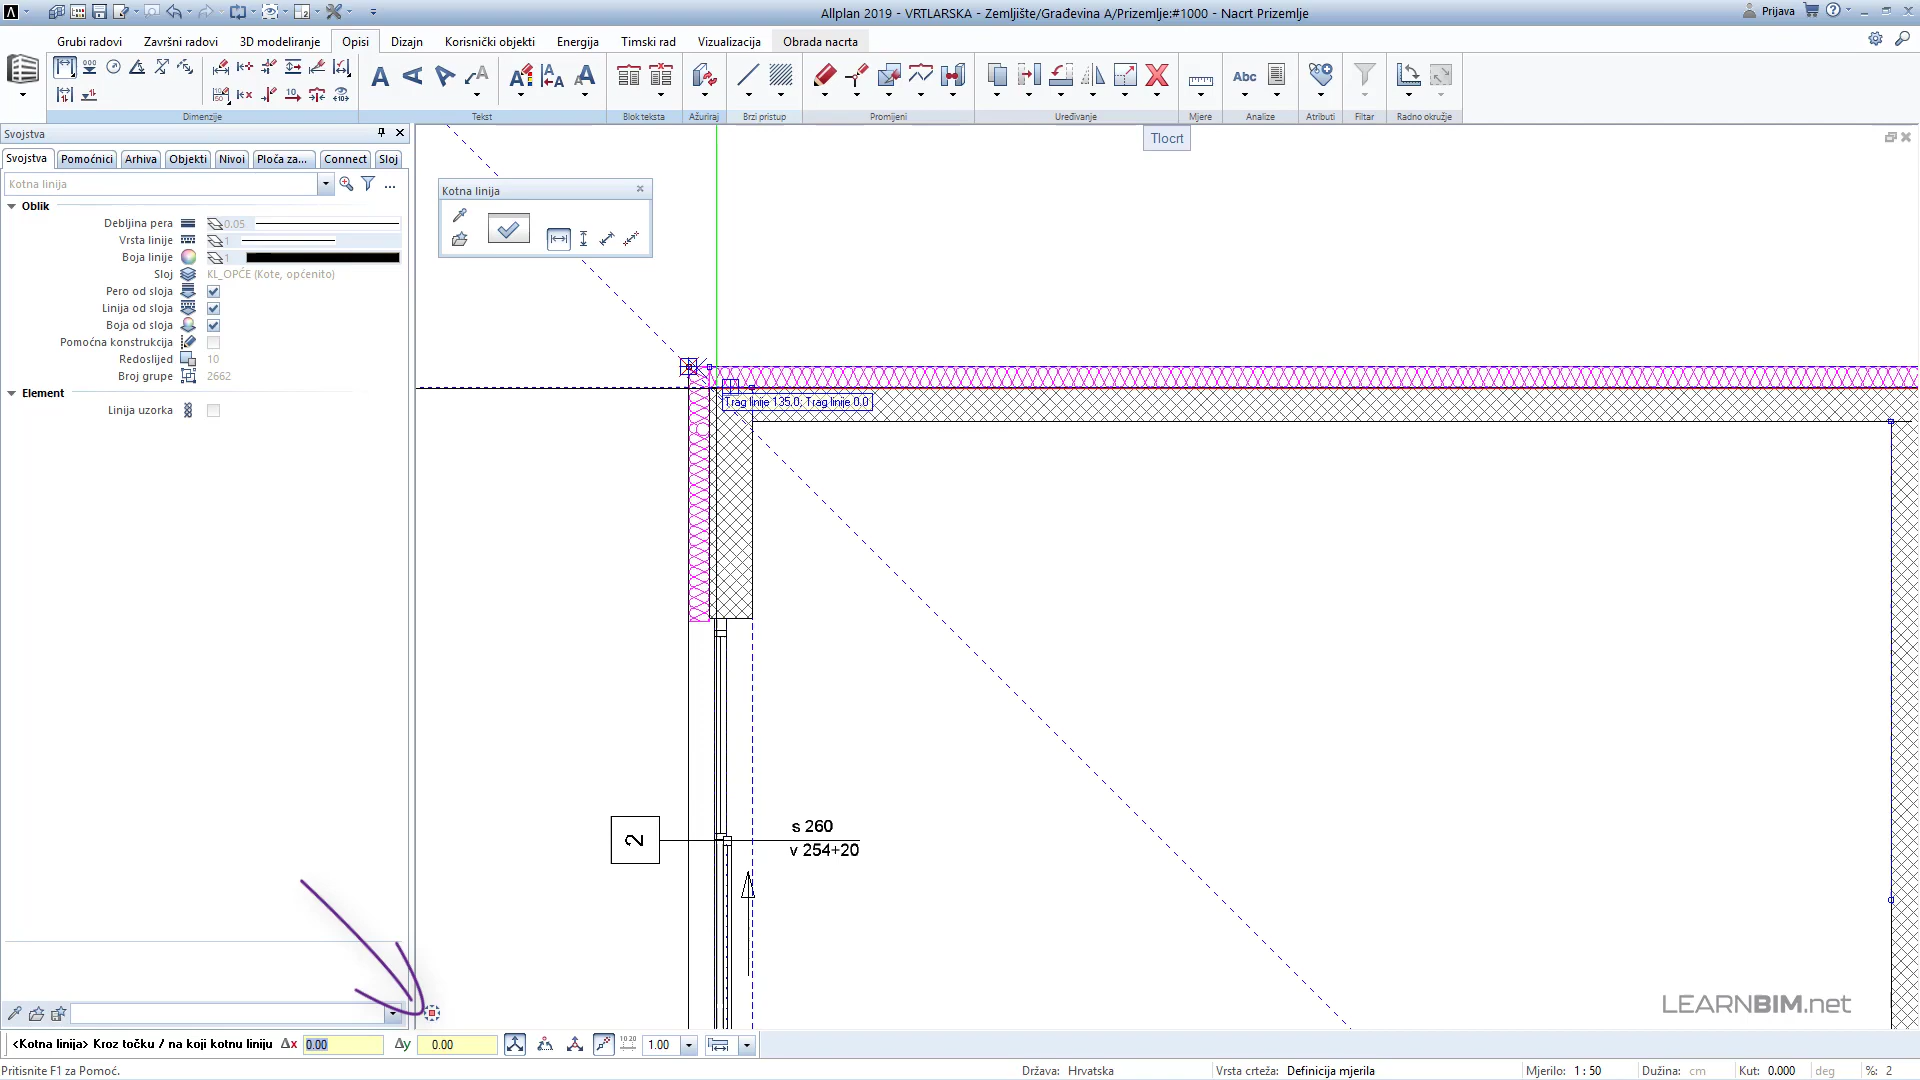 Allplan 2019 - VRTLARSKA - Zemljište/Građevina A/Prizemlje:#1000 - Nacrt Prizemlje
Prijava
Grubi radovi
Završni radovi
3D modeliranje
Opisi
Dizajn
Korisnički objekti
Energija
Timski rad
Vizualizacija
Obrada nacrta
Abc
Dimenzije
Tekst
Blok teksta
Ažuriraj
Brzi pristup
Promijeni
Uređivanje
Mjere
Analize
Atributi
Filtar
Radno okružje
Svojstva
Tlocrt
Svojstva
Pomoćnici
Arhiva
Objekti
Nivoi
Ploča za...
Connect
Sloj
Kotna linija
Kotna linija
Oblik
Debljina pera 0.05
Vrsta linije 1
Boja linije 1
Sloj KL_OPĆE (Kote, općenito)
Pero od sloja
Linija od sloja
Boja od sloja
Pomoćna konstrukcija
Redoslijed 10
Broj grupe 2662
Element
Linija uzorka
Trag linije 135.0; Trag linije 0.0
2
s 260
v 254+20
LEARNBIM.net
<Kotna linija> Kroz točku / na koji kotnu liniju Δx 0.00 Δy 0.00 1.00
Pritisnite F1 za Pomoć.
Država: Hrvatska
Vrsta crteža: Definicija mjerila
Mjerilo: 1 : 50
Dužina: cm
Kut: 0.000 deg
%: 2